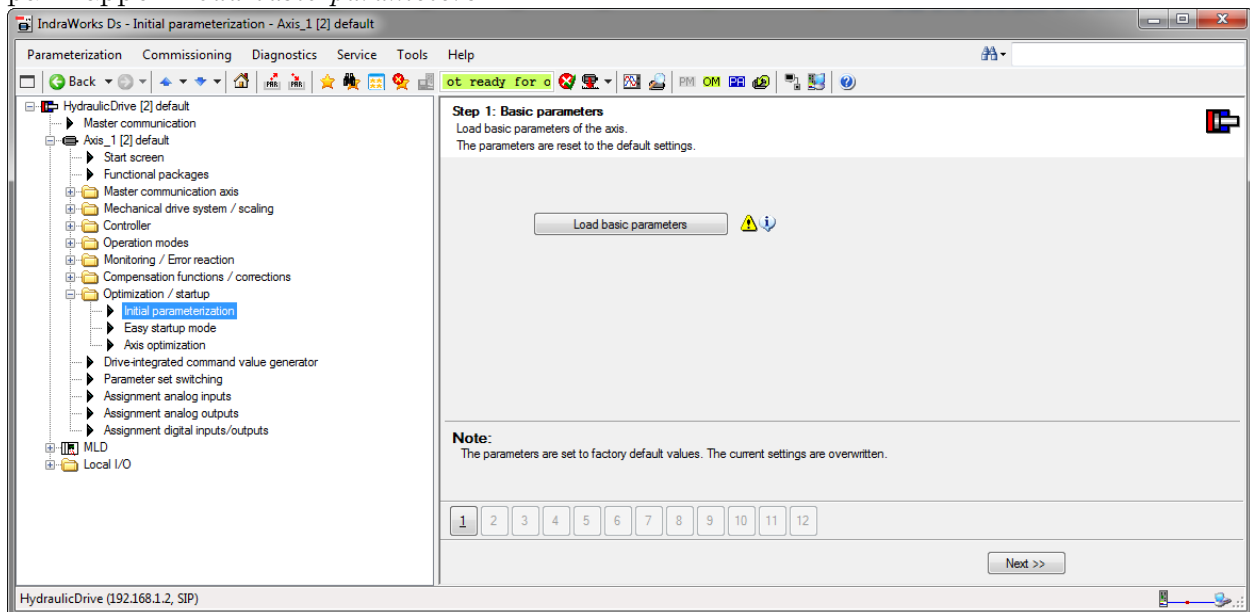 IndraWorks Ds - Initial parameterization - Axis_1 [2] default
Parameterization Commissioning Diagnostics Service Tools Help
Back
ot ready for o
PM OM
HydraulicDrive [2] default
Master communication
Axis_1 [2] default
Start screen
Functional packages
Master communication axis
Mechanical drive system / scaling
Controller
Operation modes
Monitoring / Error reaction
Compensation functions / corrections
Optimization / startup
Initial parameterization
Easy startup mode
Axis optimization
Drive-integrated command value generator
Parameter set switching
Assignment analog inputs
Assignment analog outputs
Assignment digital inputs/outputs
MLD
Local I/O
Step 1: Basic parameters
Load basic parameters of the axis.
The parameters are reset to the default settings.
Load basic parameters
Note:
The parameters are set to factory default values. The current settings are overwritten.
1 2 3 4 5 6 7 8 9 10 11 12
Next >>
HydraulicDrive (192.168.1.2, SIP)